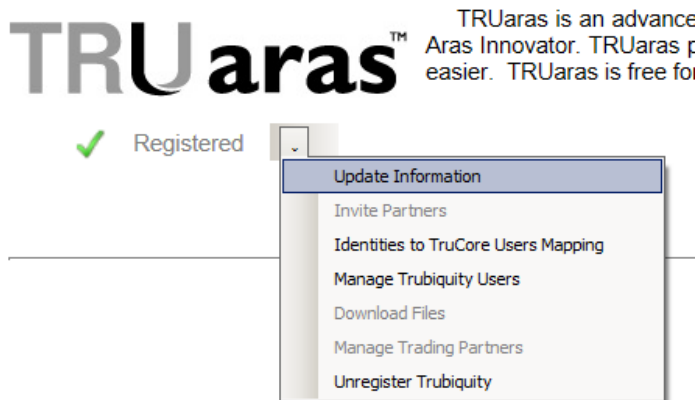 TRUaras™
TRUaras is an advance
Aras Innovator. TRUaras p
easier. TRUaras is free for
Registered
Update Information
Invite Partners
Identities to TruCore Users Mapping
Manage Trubiquity Users
Download Files
Manage Trading Partners
Unregister Trubiquity